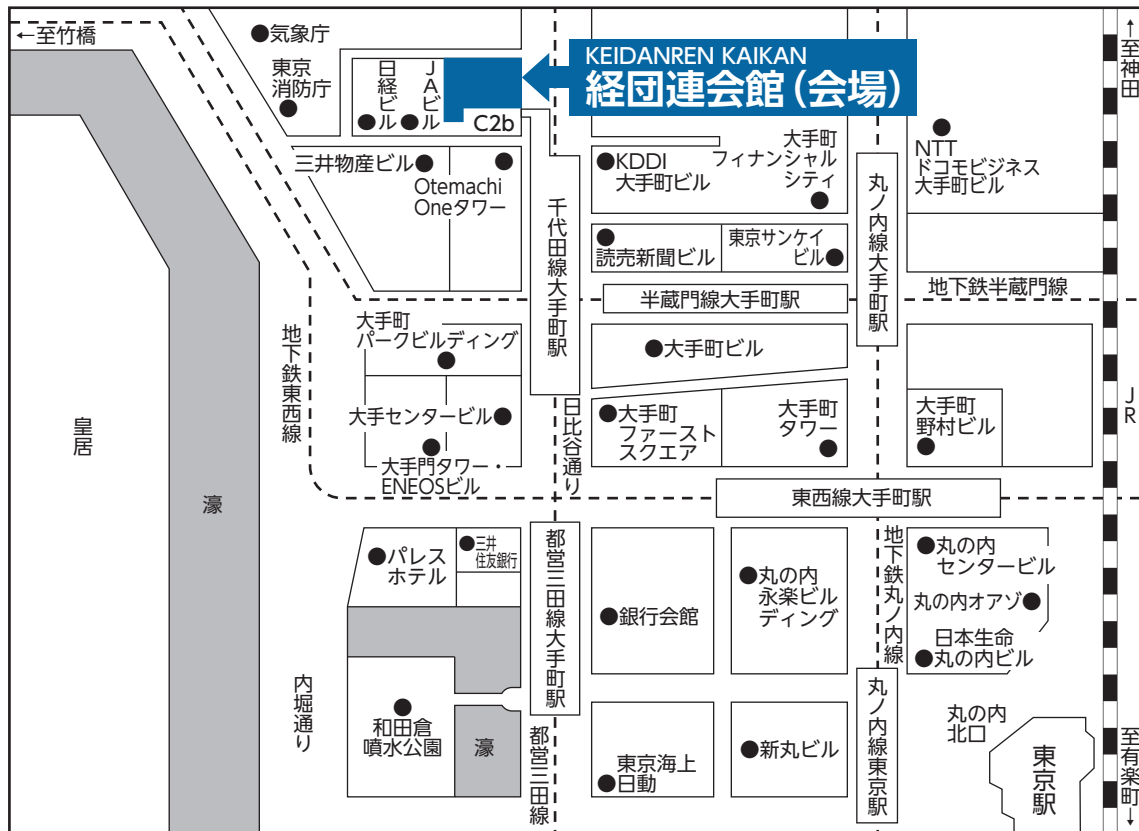 ←至竹橋
気象庁
東京
消防庁
日経ビル
JAビル
C2b
KEIDANREN KAIKAN
経団連会館(会場)
↑至神田
三井物産ビル
Otemachi
Oneタワー
千代田線大手町駅
KDDI
大手町ビル
大手町
フィナンシャル
シティ
丸ノ内線大手町駅
NTT
ドコモビジネス
大手町ビル
読売新聞ビル
東京サンケイ
ビル
半蔵門線大手町駅
地下鉄半蔵門線
地下鉄東西線
大手町
パークビルディング
大手町ビル
大手センタービル
大手門タワー・
ENEOSビル
日比谷通り
大手町
ファースト
スクエア
大手町
タワー
大手町
野村ビル
JR
皇居
濠
東西線大手町駅
パレス
ホテル
三井
住友銀行
都営三田線大手町駅
銀行会館
丸の内
永楽ビル
ディング
地下鉄丸ノ内線
丸の内
センタービル
丸の内オアゾ
日本生命
丸の内ビル
内堀通り
和田倉
噴水公園
濠
都営三田線
東京海上
日動
新丸ビル
丸ノ内線東京駅
丸の内
北口
東京駅
至有楽町→